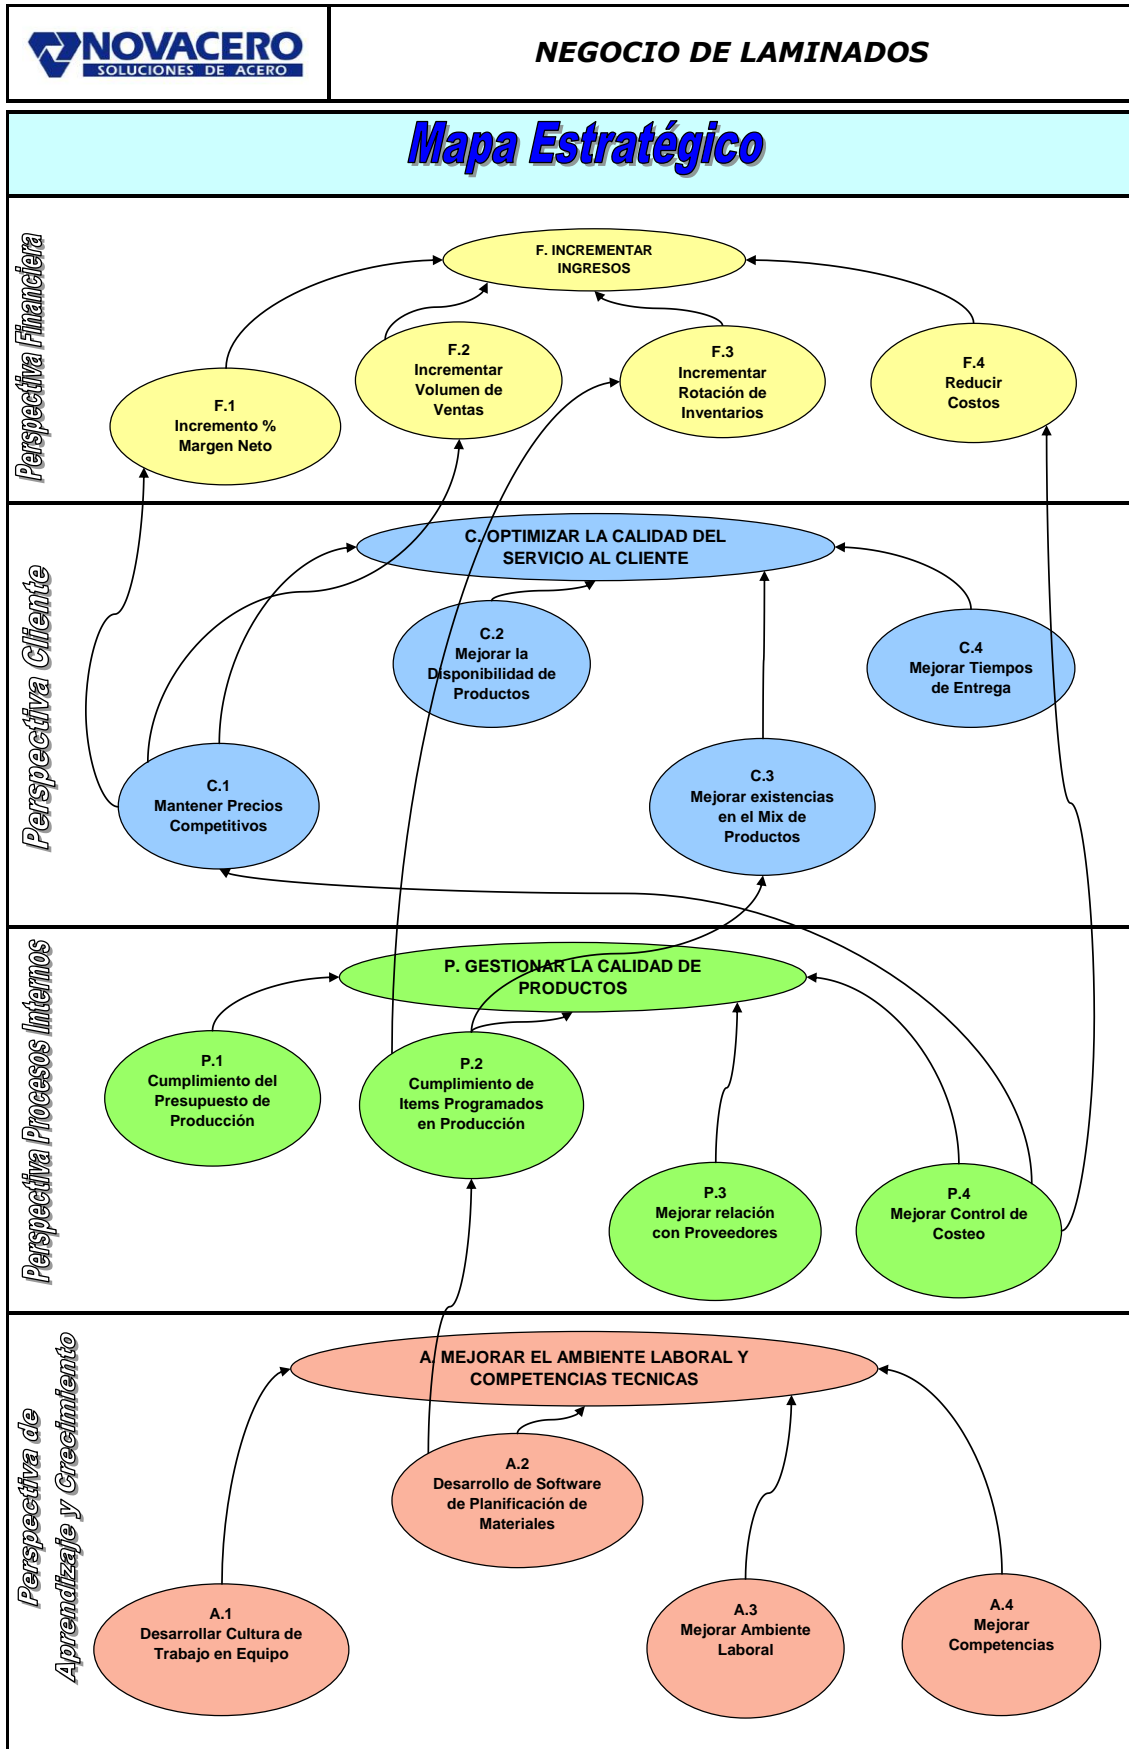 NOVACERO
SOLUCIONES DE ACERO
NEGOCIO DE LAMINADOS
Mapa Estratégico
Perspectiva Financiera
F. INCREMENTAR
INGRESOS
F.1
Incremento %
Margen Neto
F.2
Incrementar
Volumen de
Ventas
F.3
Incrementar
Rotación de
Inventarios
F.4
Reducir
Costos
Perspectiva Cliente
C. OPTIMIZAR LA CALIDAD DEL
SERVICIO AL CLIENTE
C.1
Mantener Precios
Competitivos
C.2
Mejorar la
Disponibilidad de
Productos
C.3
Mejorar existencias
en el Mix de
Productos
C.4
Mejorar Tiempos
de Entrega
Perspectiva Procesos Internos
P. GESTIONAR LA CALIDAD DE
PRODUCTOS
P.1
Cumplimiento del
Presupuesto de
Producción
P.2
Cumplimiento de
Items Programados
en Producción
P.3
Mejorar relación
con Proveedores
P.4
Mejorar Control de
Costeo
Perspectiva de
Aprendizaje y Crecimiento
A. MEJORAR EL AMBIENTE LABORAL Y
COMPETENCIAS TECNICAS
A.1
Desarrollar Cultura de
Trabajo en Equipo
A.2
Desarrollo de Software
de Planificación de
Materiales
A.3
Mejorar Ambiente
Laboral
A.4
Mejorar
Competencias